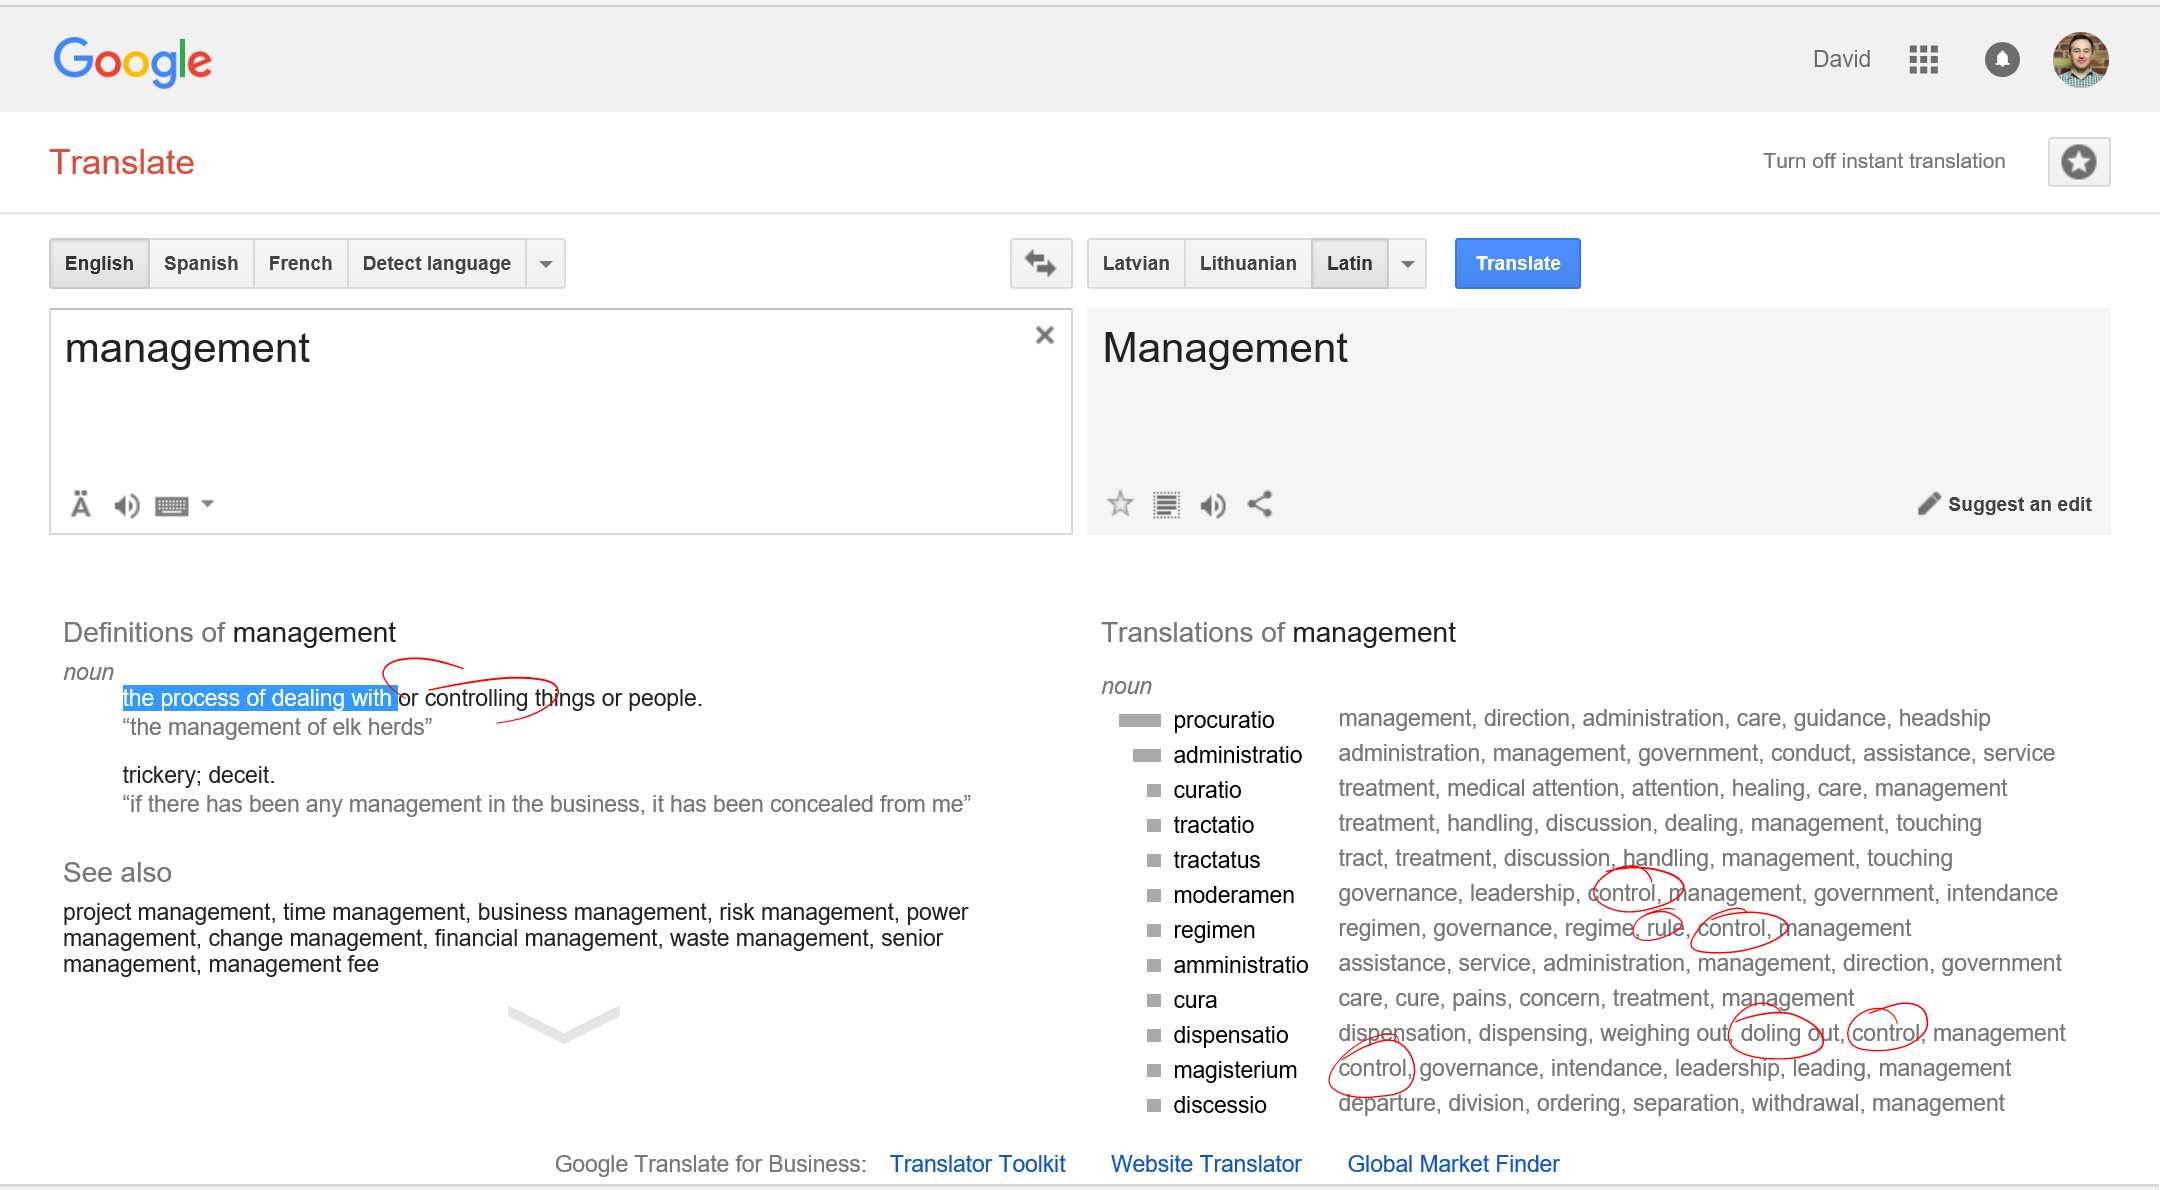 Google
David
Translate
Turn off instant translation
English Spanish French Detect language
Latvian Lithuanian Latin Translate
management
Management
Ä
Suggest an edit
Definitions of management
noun
the process of dealing with or controlling things or people.
“the management of elk herds”
trickery; deceit.
“if there has been any management in the business, it has been concealed from me”
See also
project management, time management, business management, risk management, power
management, change management, financial management, waste management, senior
management, management fee
Translations of management
noun
procuratio management, direction, administration, care, guidance, headship
administratio administration, management, government, conduct, assistance, service
curatio treatment, medical attention, attention, healing, care, management
tractatio treatment, handling, discussion, dealing, management, touching
tractatus tract, treatment, discussion, handling, management, touching
moderamen governance, leadership, control, management, government, intendance
regimen regimen, governance, regime, rule, control, management
amministratio assistance, service, administration, management, direction, government
cura care, cure, pains, concern, treatment, management
dispensatio dispensation, dispensing, weighing out, doling out, control, management
magisterium control, governance, intendance, leadership, leading, management
discessio departure, division, ordering, separation, withdrawal, management
Google Translate for Business: Translator Toolkit Website Translator Global Market Finder